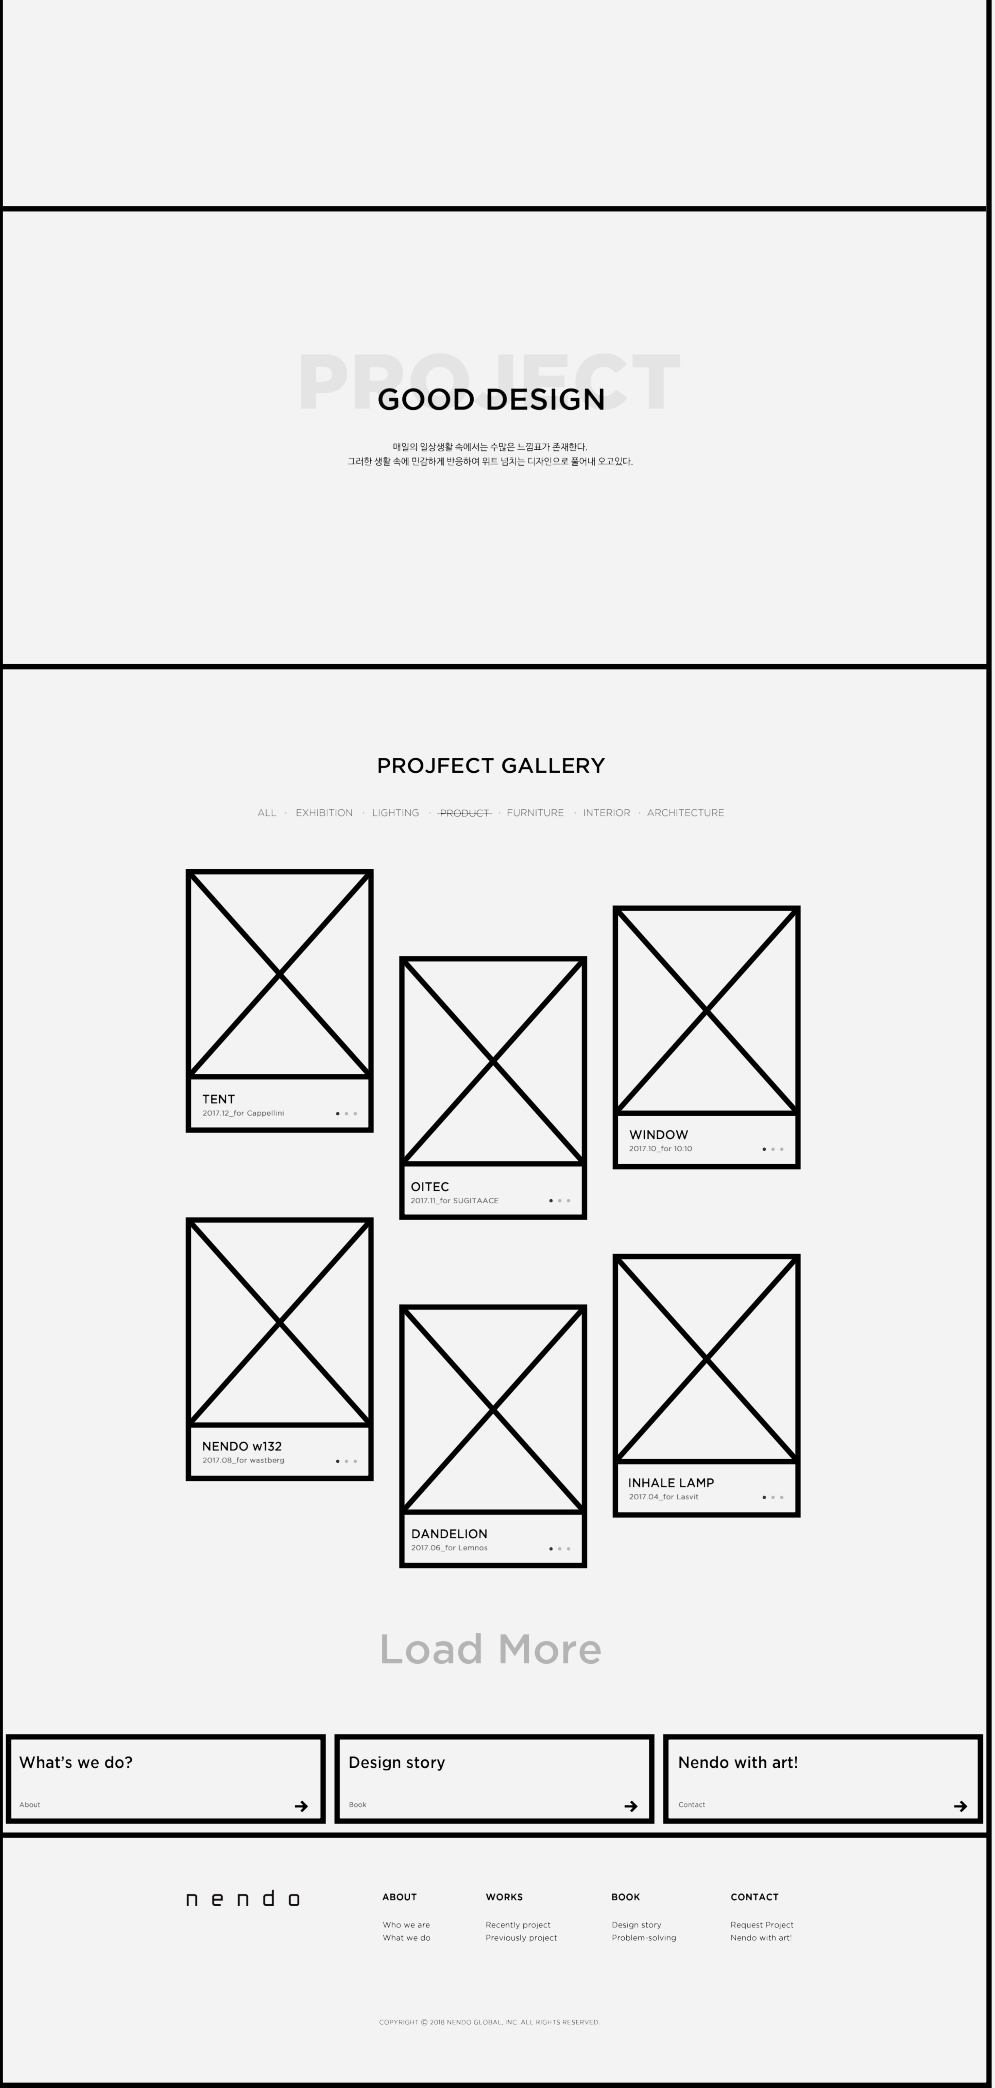 PROJECT
GOOD DESIGN
매일의 일상생활 속에서는 수많은 느낌표가 존재한다.
그러한 생활 속에 민감하게 반응하여 위트 넘치는 디자인으로 풀어내 오고있다.
PROJFECT GALLERY
ALL · EXHIBITION · LIGHTING · PRODUCT · FURNITURE · INTERIOR · ARCHITECTURE
TENT
2017.12_for Cappellini
OITEC
2017.11_for SUGITAACE
WINDOW
2017.10_for 10.10
NENDO w132
2017.08_for wastberg
DANDELION
2017.06_for Lemnos
INHALE LAMP
2017.04_for Lasvit
Load More
What's we do?
About
Design story
Book
Nendo with art!
Contact
nendo
ABOUT
Who we are
What we do
WORKS
Recently project
Previously project
BOOK
Design story
Problem-solving
CONTACT
Request Project
Nendo with art!
COPYRIGHT ⓒ 2018 NENDO GLOBAL, INC. ALL RIGHTS RESERVED.